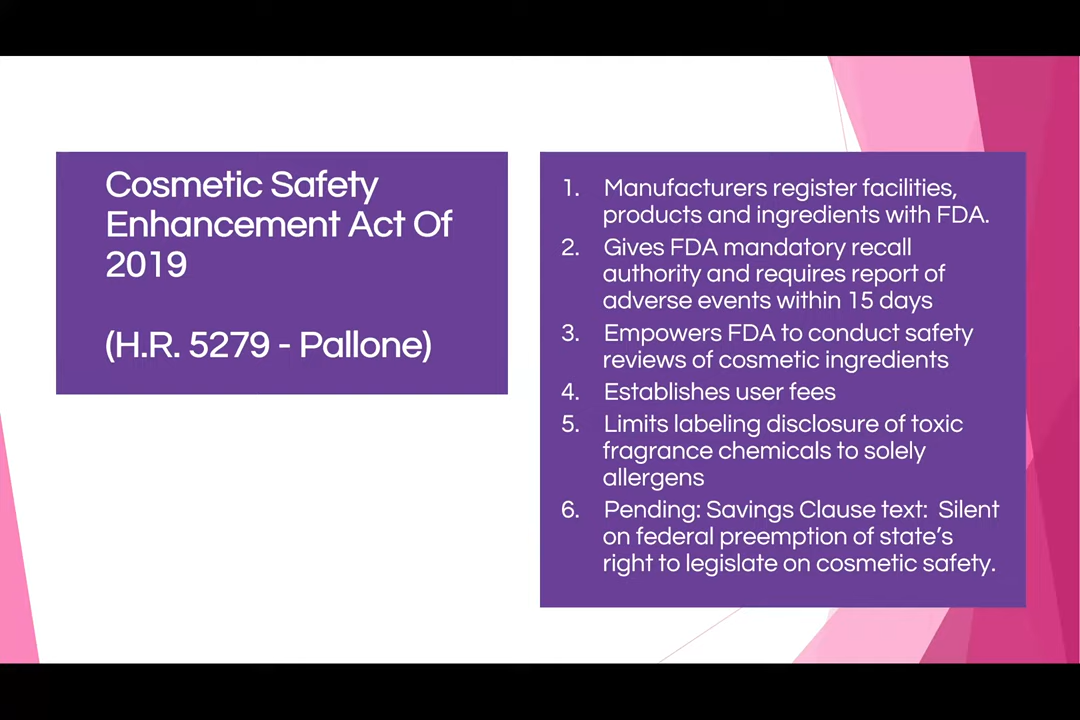 Cosmetic Safety
Enhancement Act Of
2019
(H.R. 5279 - Pallone)
1. Manufacturers register facilities,
products and ingredients with FDA.
2. Gives FDA mandatory recall
authority and requires report of
adverse events within 15 days
3. Empowers FDA to conduct safety
reviews of cosmetic ingredients
4. Establishes user fees
5. Limits labeling disclosure of toxic
fragrance chemicals to solely
allergens
6. Pending: Savings Clause text: Silent
on federal preemption of state's
right to legislate on cosmetic safety.